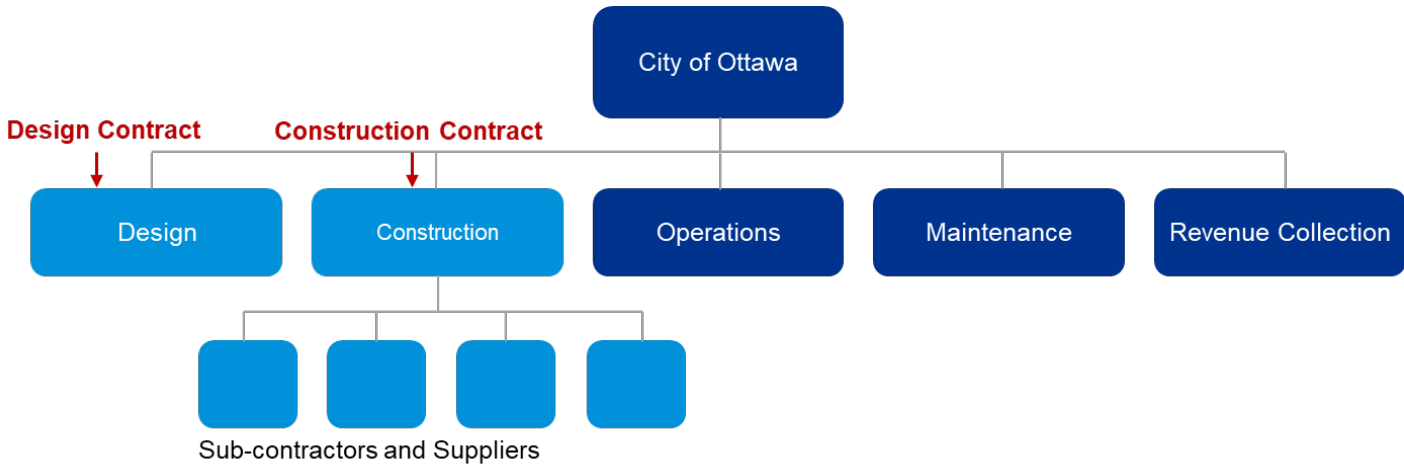 City of Ottawa
Design Contract
Construction Contract
Design
Construction
Operations
Maintenance
Revenue Collection
Sub-contractors and Suppliers